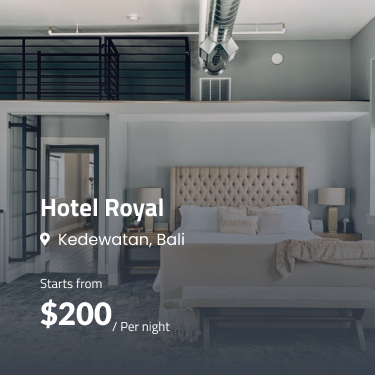 Hotel Royal
Kedewatan, Bali
Starts from
$200 / Per night